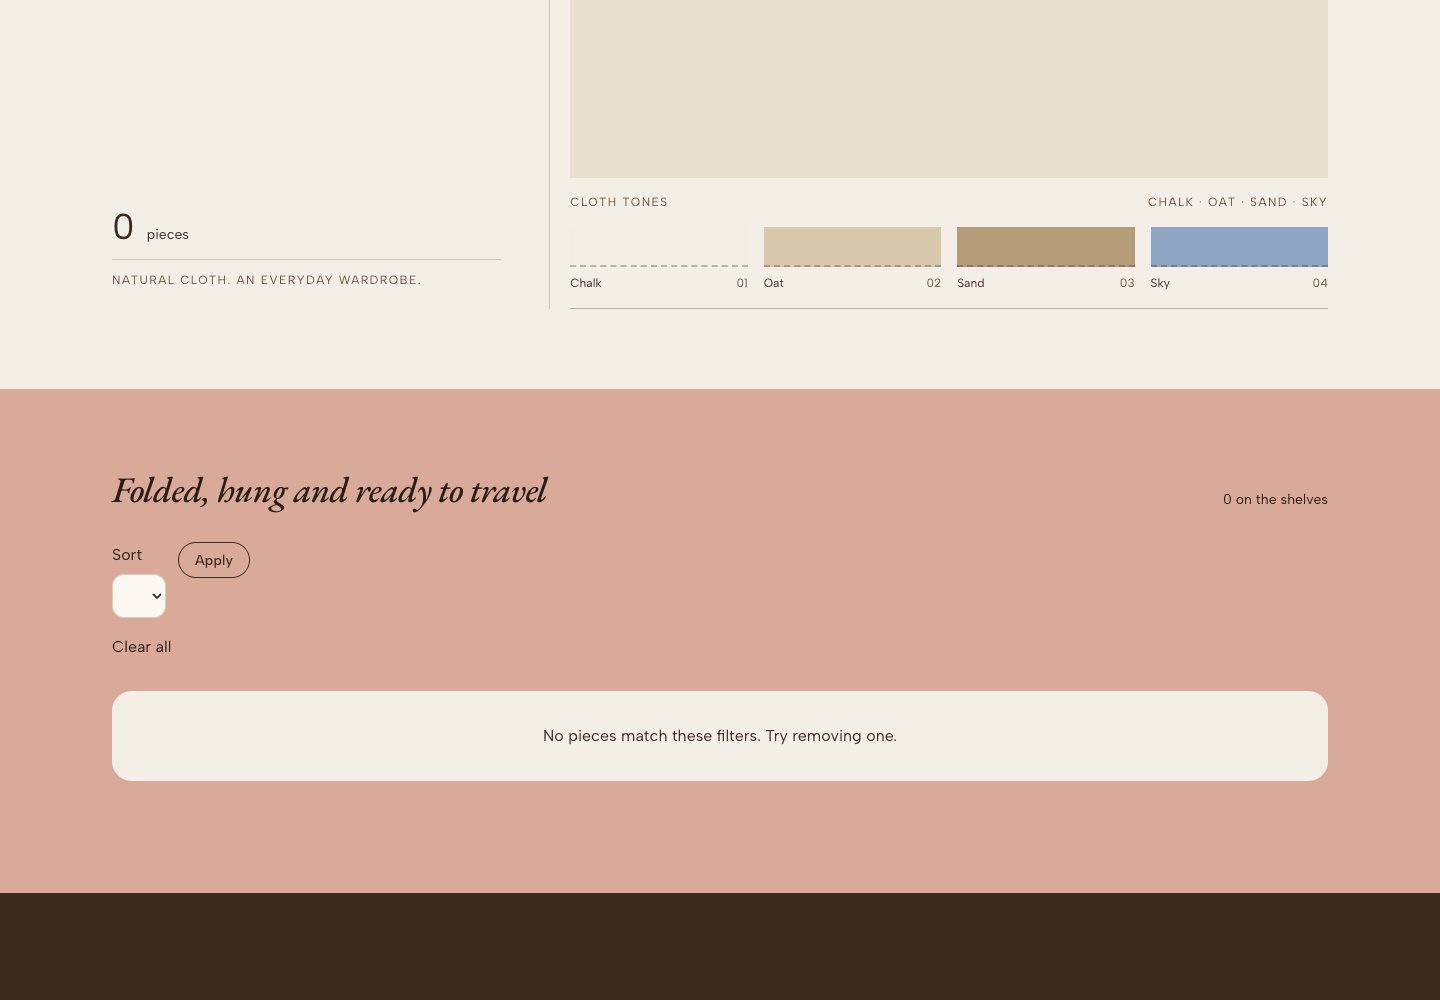 0 pieces
NATURAL CLOTH. AN EVERYDAY WARDROBE.
CLOTH TONES
CHALK · OAT · SAND · SKY
Chalk 01
Oat 02
Sand 03
Sky 04
Folded, hung and ready to travel
0 on the shelves
Sort
Apply
Clear all
No pieces match these filters. Try removing one.